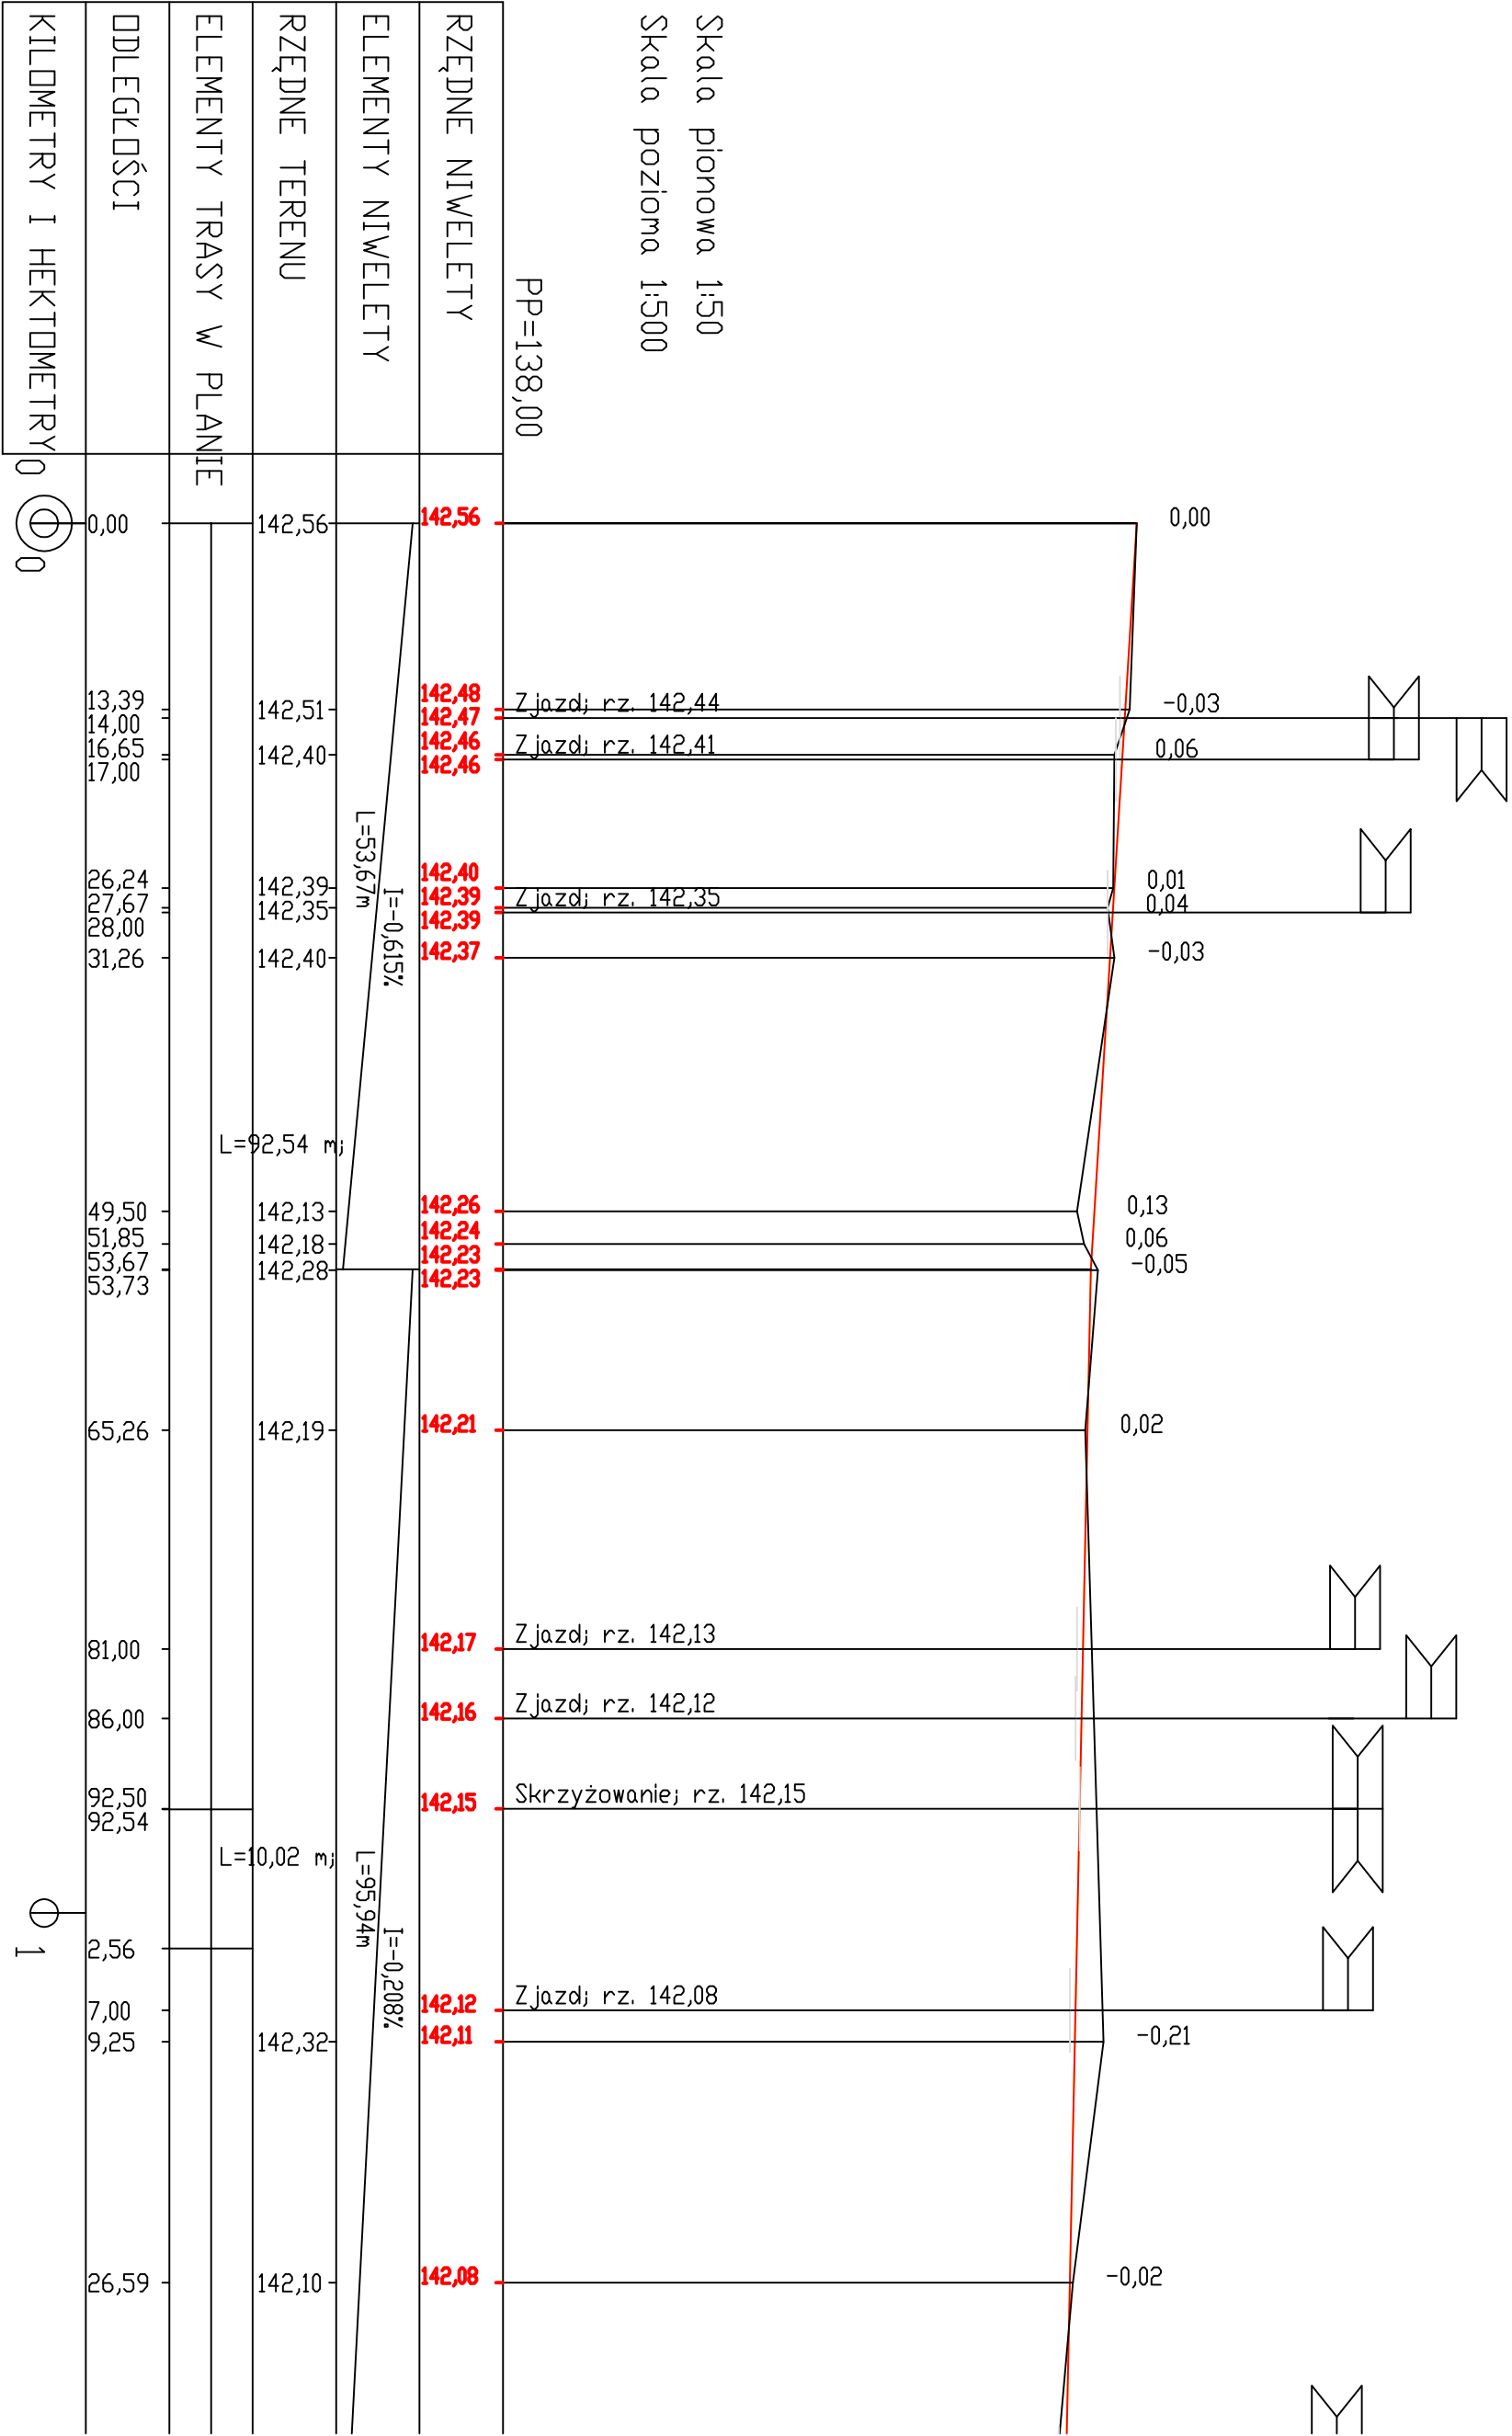 Skala pionowa 1:50
Skala pozioma 1:500
PP=138,00
RZĘDNE NIWELETY
ELEMENTY NIWELETY
RZĘDNE TERENU
ELEMENTY TRASY W PLANIE
ODLEGŁOŚCI
KILOMETRY I HEKTOMETRY
0 0
0,00 142,56 142,56 0,00
13,39 142,51 142,48 Zjazd; rz. 142,44 -0,03
14,00 142,47
16,65 142,40 142,46 Zjazd; rz. 142,41 0,06
17,00 142,46
L=53,67m
I=-0,615%
26,24 142,39 142,40 0,01
27,67 142,35 142,39 Zjazd; rz. 142,35 0,04
28,00 142,39
31,26 142,40 142,37 -0,03
L=92,54 m;
49,50 142,13 142,26 0,13
51,85 142,18 142,24 0,06
53,67 142,23
53,73 142,28 142,23 -0,05
65,26 142,19 142,21 0,02
81,00 142,17 Zjazd; rz. 142,13
86,00 142,16 Zjazd; rz. 142,12
92,50 142,15 Skrzyżowanie; rz. 142,15
92,54
L=10,02 m;
L=95,94m
I=-0,208%
1
2,56
7,00 142,12 Zjazd; rz. 142,08
9,25 142,32 142,11 -0,21
26,59 142,10 142,08 -0,02